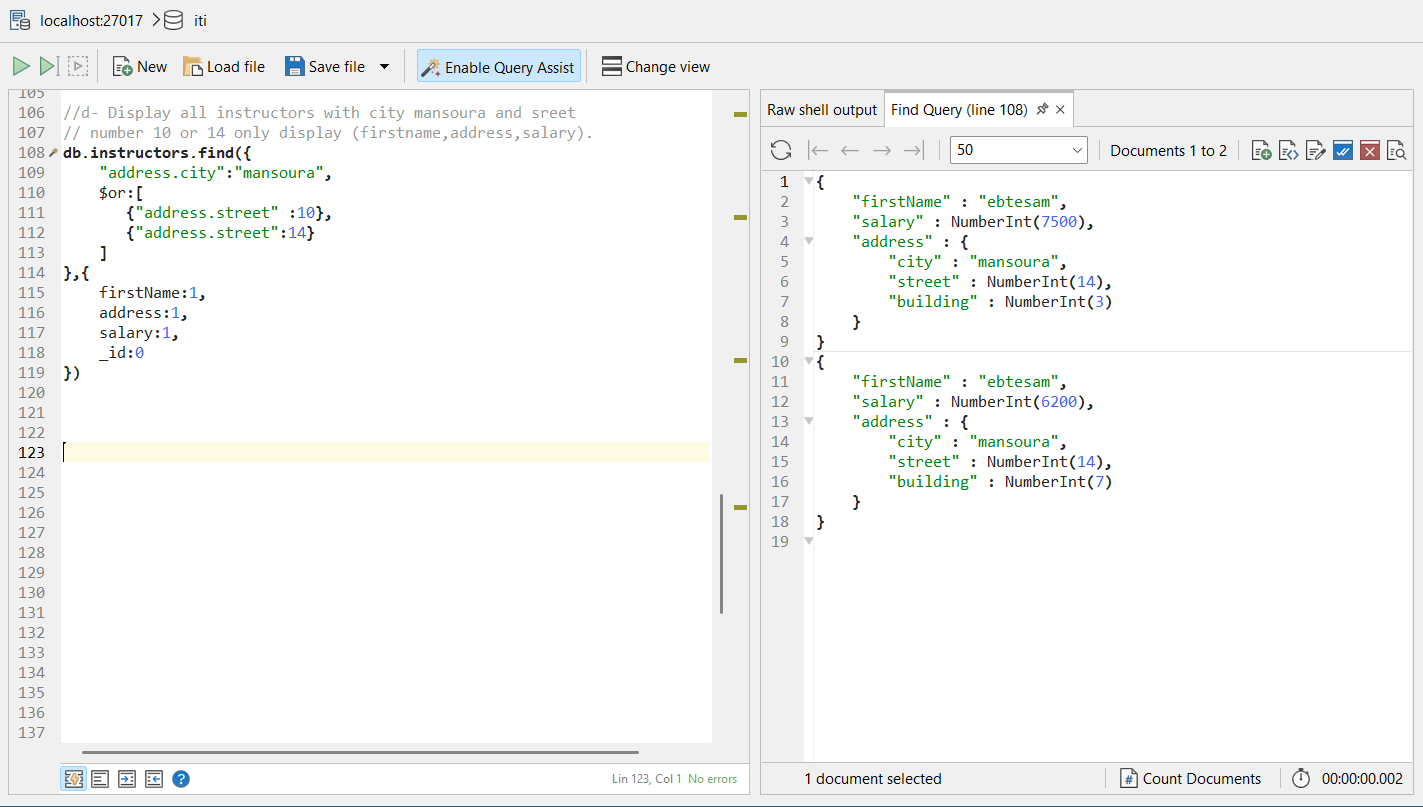 localhost:27017 iti
New Load file Save file Enable Query Assist Change view
105
106 //d- Display all instructors with city mansoura and sreet
107 // number 10 or 14 only display (firstname,address,salary).
108 db.instructors.find({
109 "address.city":"mansoura",
110 $or:[
111 {"address.street" :10},
112 {"address.street":14}
113 ]
114 },{
115 firstName:1,
116 address:1,
117 salary:1,
118 _id:0
119 })
120
121
122
123
124
125
126
127
128
129
130
131
132
133
134
135
136
137
Lin 123, Col 1 No errors
Raw shell output Find Query (line 108)
50 Documents 1 to 2
1 {
2 "firstName" : "ebtesam",
3 "salary" : NumberInt(7500),
4 "address" : {
5 "city" : "mansoura",
6 "street" : NumberInt(14),
7 "building" : NumberInt(3)
8 }
9 }
10 {
11 "firstName" : "ebtesam",
12 "salary" : NumberInt(6200),
13 "address" : {
14 "city" : "mansoura",
15 "street" : NumberInt(14),
16 "building" : NumberInt(7)
17 }
18 }
19
1 document selected Count Documents 00:00:00.002